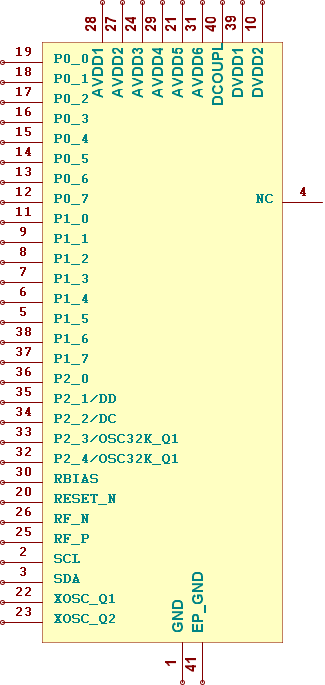 28 27 24 29 21 31 40 39 10
AVDD1 AVDD2 AVDD3 AVDD4 AVDD5 AVDD6 DCOUPL DVDD1 DVDD2
19 P0_0
18 P0_1
17 P0_2
16 P0_3
15 P0_4
14 P0_5
13 P0_6
12 P0_7 NC 4
11 P1_0
9 P1_1
8 P1_2
7 P1_3
6 P1_4
5 P1_5
38 P1_6
37 P1_7
36 P2_0
35 P2_1/DD
34 P2_2/DC
33 P2_3/OSC32K_Q1
32 P2_4/OSC32K_Q1
30 RBIAS
20 RESET_N
26 RF_N
25 RF_P
2 SCL
3 SDA
22 XOSC_Q1
23 XOSC_Q2
GND EP_GND
1 41